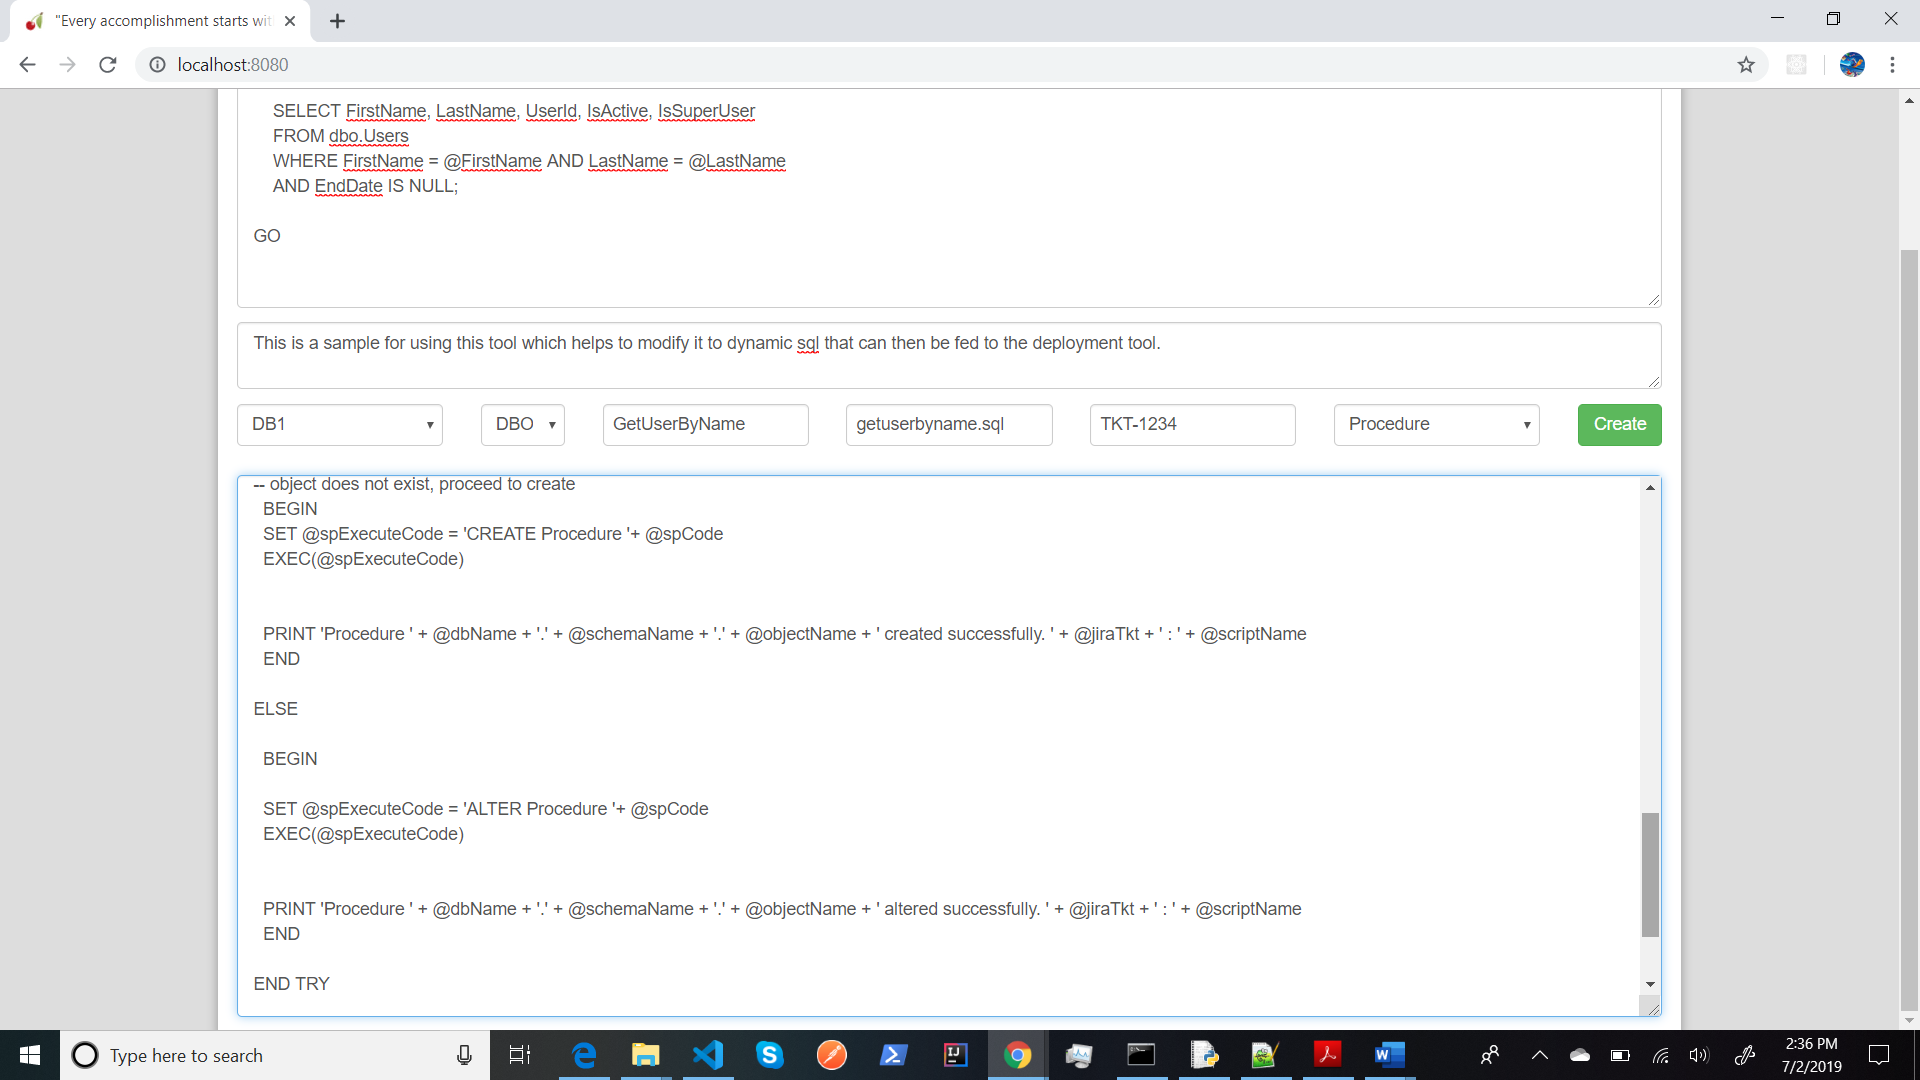 "Every accomplishment starts wit
localhost:8080
SELECT FirstName, LastName, UserId, IsActive, IsSuperUser
FROM dbo.Users
WHERE FirstName = @FirstName AND LastName = @LastName
AND EndDate IS NULL;
GO
This is a sample for using this tool which helps to modify it to dynamic sql that can then be fed to the deployment tool.
DB1 DBO GetUserByName getuserbyname.sql TKT-1234 Procedure Create
-- object does not exist, proceed to create
BEGIN
SET @spExecuteCode = 'CREATE Procedure '+ @spCode
EXEC(@spExecuteCode)
PRINT 'Procedure ' + @dbName + '.' + @schemaName + '.' + @objectName + ' created successfully. ' + @jiraTkt + ' : ' + @scriptName
END
ELSE
BEGIN
SET @spExecuteCode = 'ALTER Procedure '+ @spCode
EXEC(@spExecuteCode)
PRINT 'Procedure ' + @dbName + '.' + @schemaName + '.' + @objectName + ' altered successfully. ' + @jiraTkt + ' : ' + @scriptName
END
END TRY
Type here to search
2:36 PM
7/2/2019